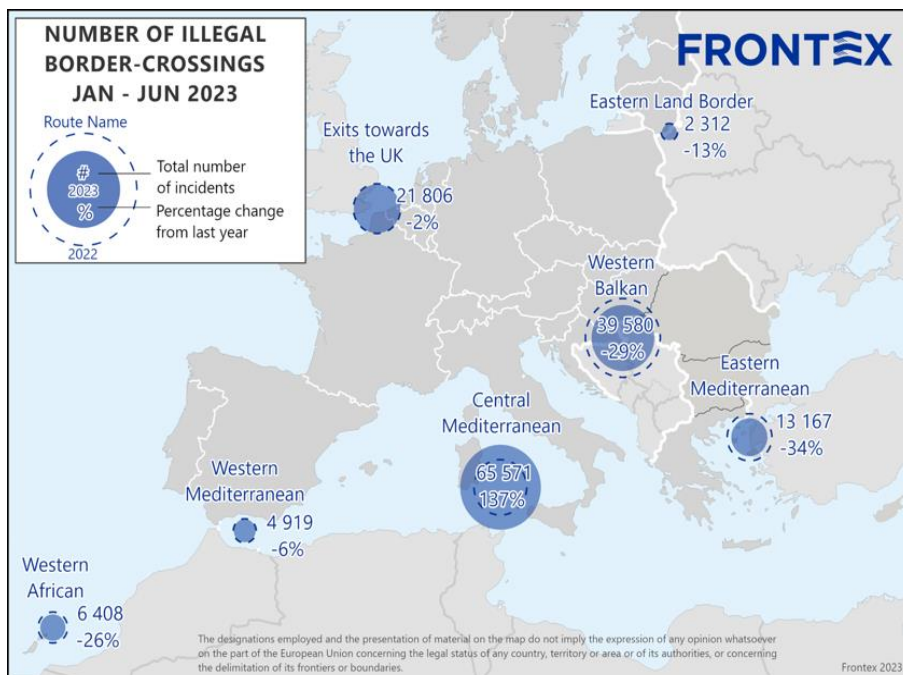 NUMBER OF ILLEGAL
BORDER-CROSSINGS
JAN - JUN 2023
Route Name
#
2023
%
Total number
of incidents
Percentage change
from last year
2022
FRONTEX
Eastern Land Border
2 312
-13%
Exits towards
the UK
21 806
-2%
Western
Balkan
39 580
-29%
Eastern
Mediterranean
13 167
-34%
Central
Mediterranean
65 571
137%
Western
Mediterranean
4 919
-6%
Western
African
6 408
-26%
The designations employed and the presentation of material on the map do not imply the expression of any opinion whatsoever
on the part of the European Union concerning the legal status of any country, territory or area or of its authorities, or concerning
the delimitation of its frontiers or boundaries.
Frontex 2023